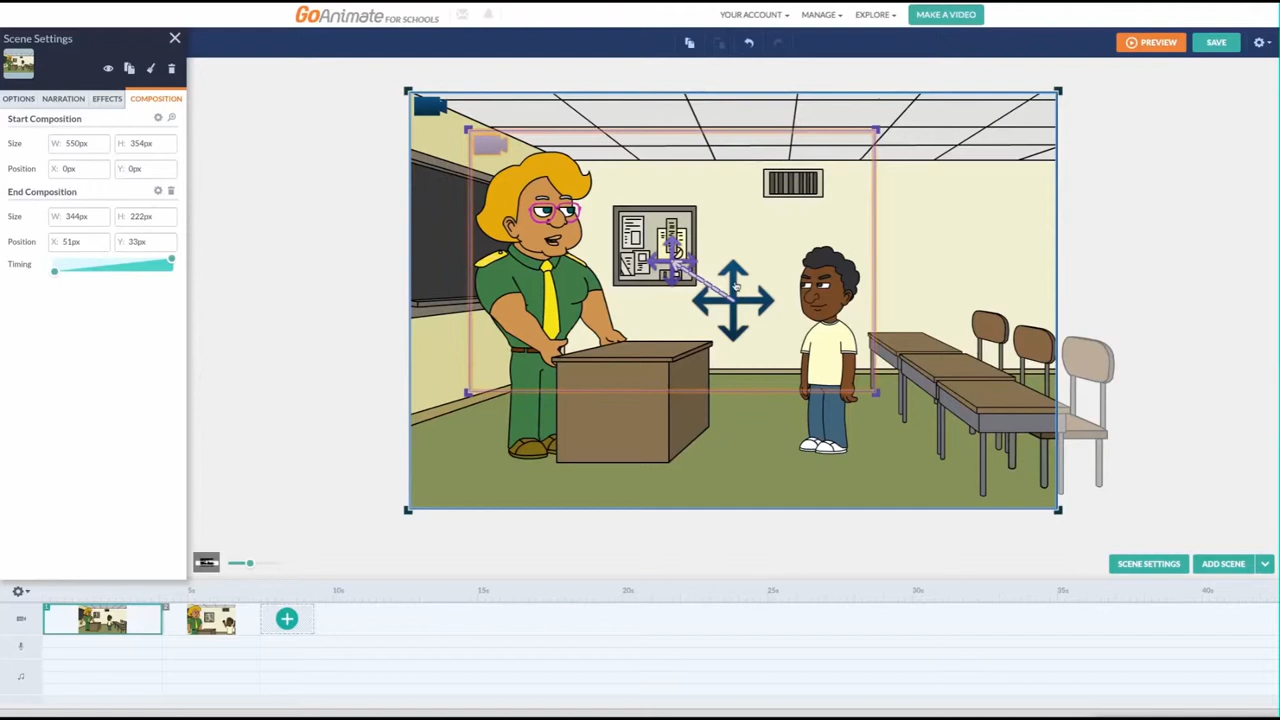 GoAnimate FOR SCHOOLS
YOUR ACCOUNT
MANAGE
EXPLORE
MAKE A VIDEO
Scene Settings
PREVIEW
SAVE
OPTIONS
NARRATION
EFFECTS
COMPOSITION
Start Composition
Size W: 550px H: 354px
Position X: 0px Y: 0px
End Composition
Size W: 344px H: 222px
Position X: 51px Y: 33px
Timing
SCENE SETTINGS
ADD SCENE
5s 10s 15s 20s 25s 30s 35s 40s
1 2